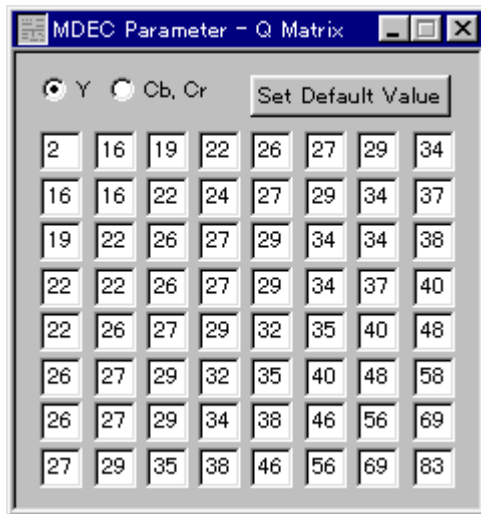 MDEC Parameter - Q Matrix
Y Cb, Cr Set Default Value
2 16 19 22 26 27 29 34
16 16 22 24 27 29 34 37
19 22 26 27 29 34 34 38
22 22 26 27 29 34 37 40
22 26 27 29 32 35 40 48
26 27 29 32 35 40 48 58
26 27 29 34 38 46 56 69
27 29 35 38 46 56 69 83